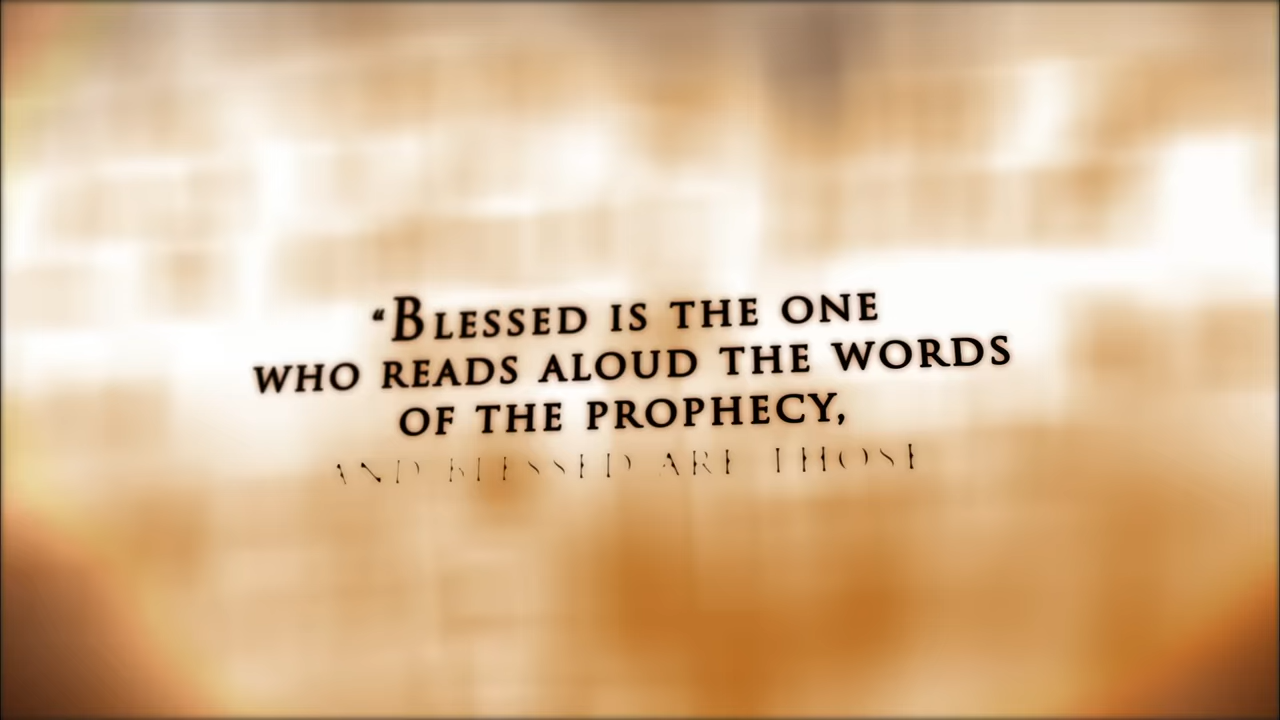 “Blessed is the one
who reads aloud the words
of the prophecy,
and blessed are those